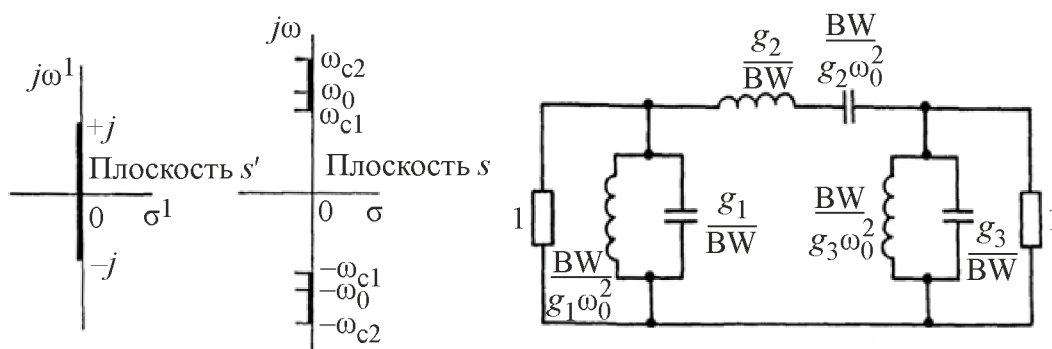 jω¹
+j
Плоскость s'
0
σ¹
–j
jω
ω_c2
ω_0
ω_c1
Плоскость s
0
σ
–ω_c1
–ω_0
–ω_c2
g_2
BW
BW
g_2ω_0^2
1
BW
g_1ω_0^2
g_1
BW
BW
g_3ω_0^2
g_3
BW